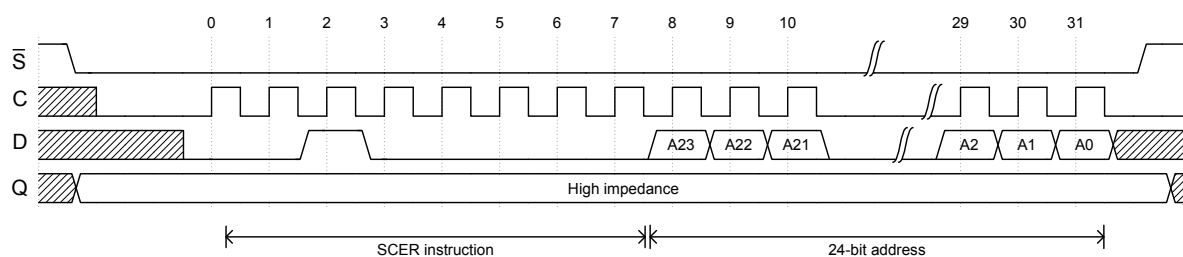 0 1 2 3 4 5 6 7 8 9 10 29 30 31
S̅
C
D A23 A22 A21 A2 A1 A0
Q High impedance
SCER instruction 24-bit address